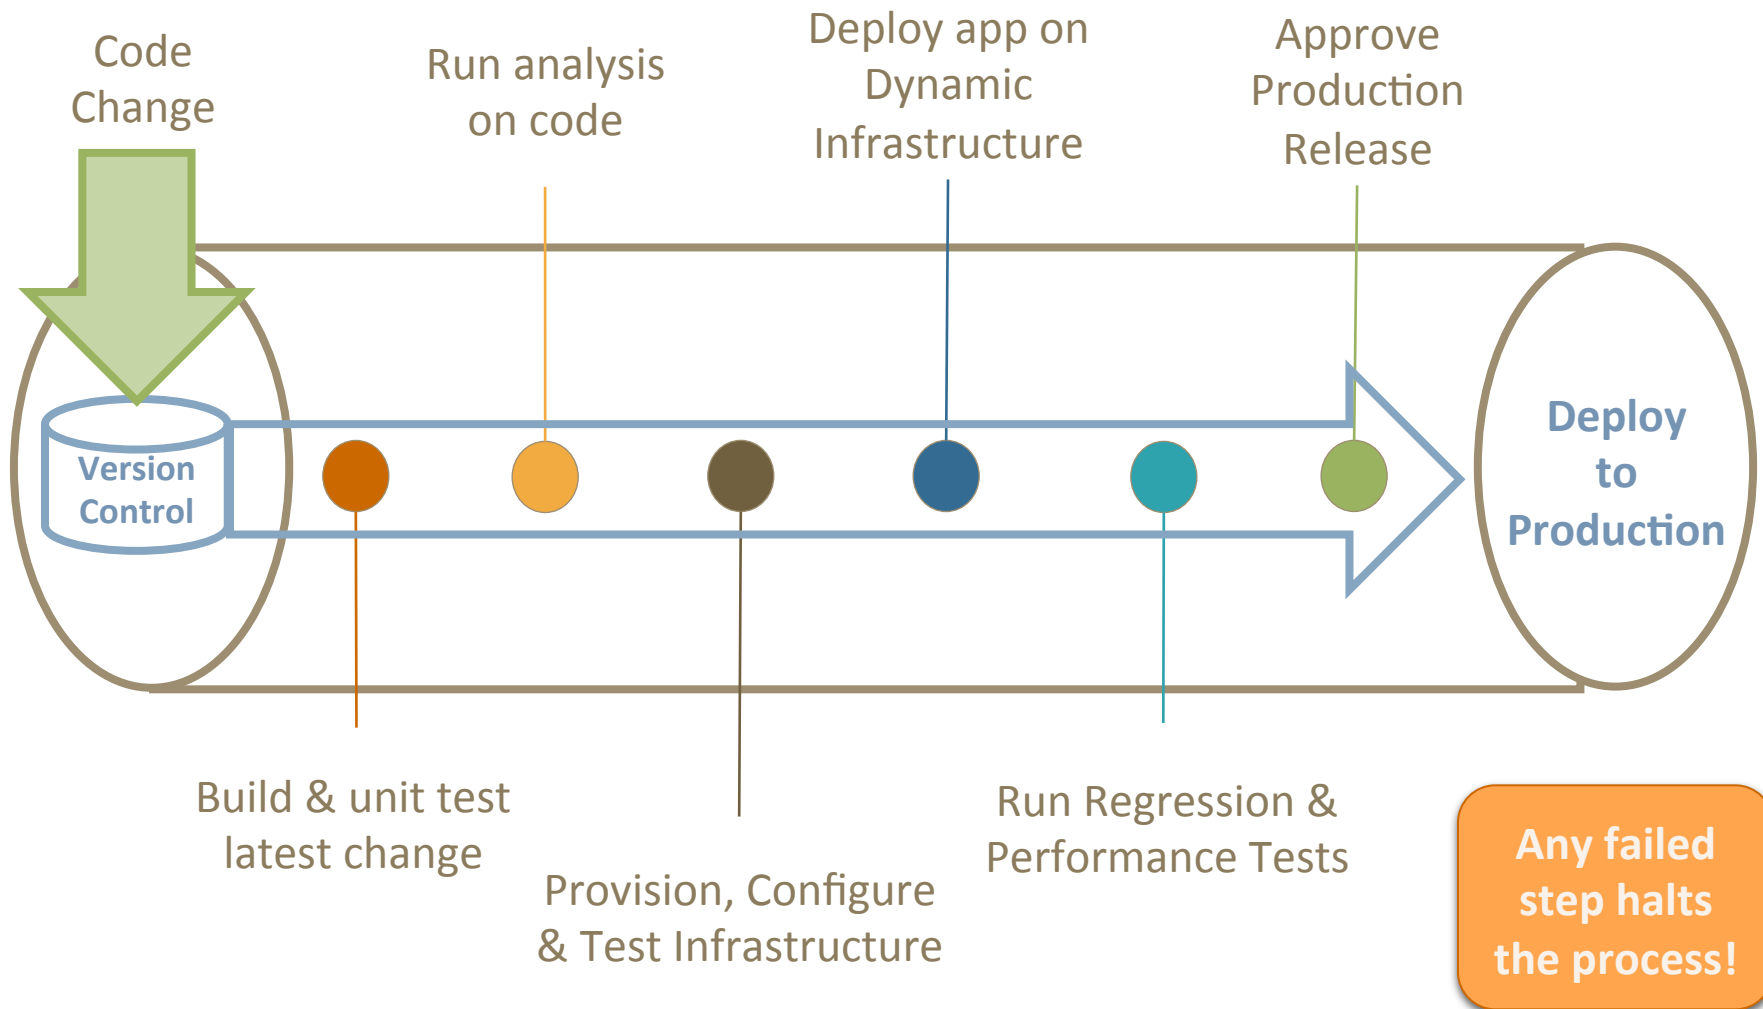 Code
Change
Run analysis
on code
Deploy app on
Dynamic
Infrastructure
Approve
Production
Release
Version
Control
Deploy
to
Production
Build & unit test
latest change
Provision, Configure
& Test Infrastructure
Run Regression &
Performance Tests
Any failed
step halts
the process!